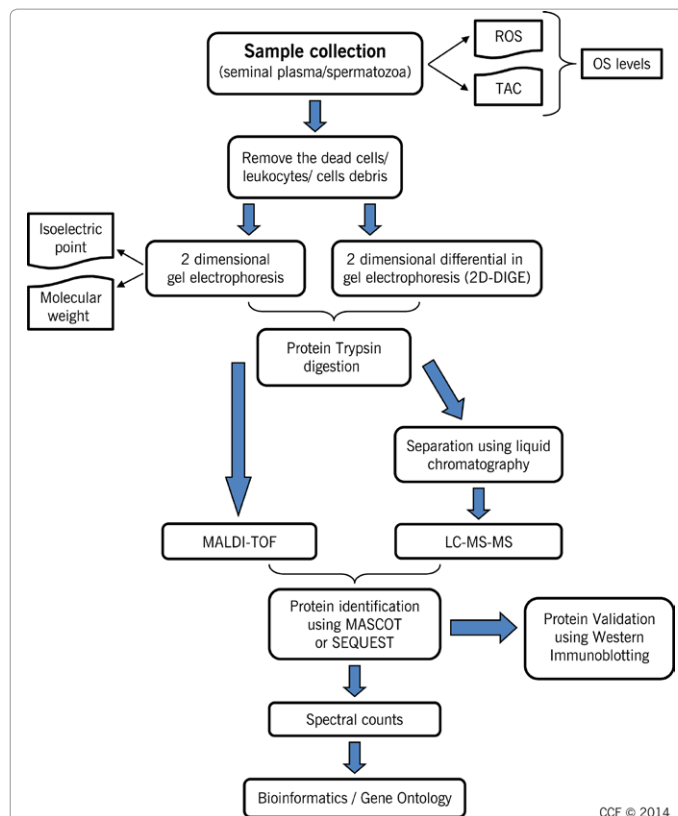 Sample collection
(seminal plasma/spermatozoa)
ROS
TAC
OS levels
Remove the dead cells/
leukocytes/ cells debris
Isoelectric
point
Molecular
weight
2 dimensional
gel electrophoresis
2 dimensional differential in
gel electrophoresis (2D-DIGE)
Protein Trypsin
digestion
Separation using liquid
chromatography
MALDI-TOF
LC-MS-MS
Protein identification
using MASCOT
or SEQUEST
Protein Validation
using Western
Immunoblotting
Spectral counts
Bioinformatics / Gene Ontology
CCF © 2014